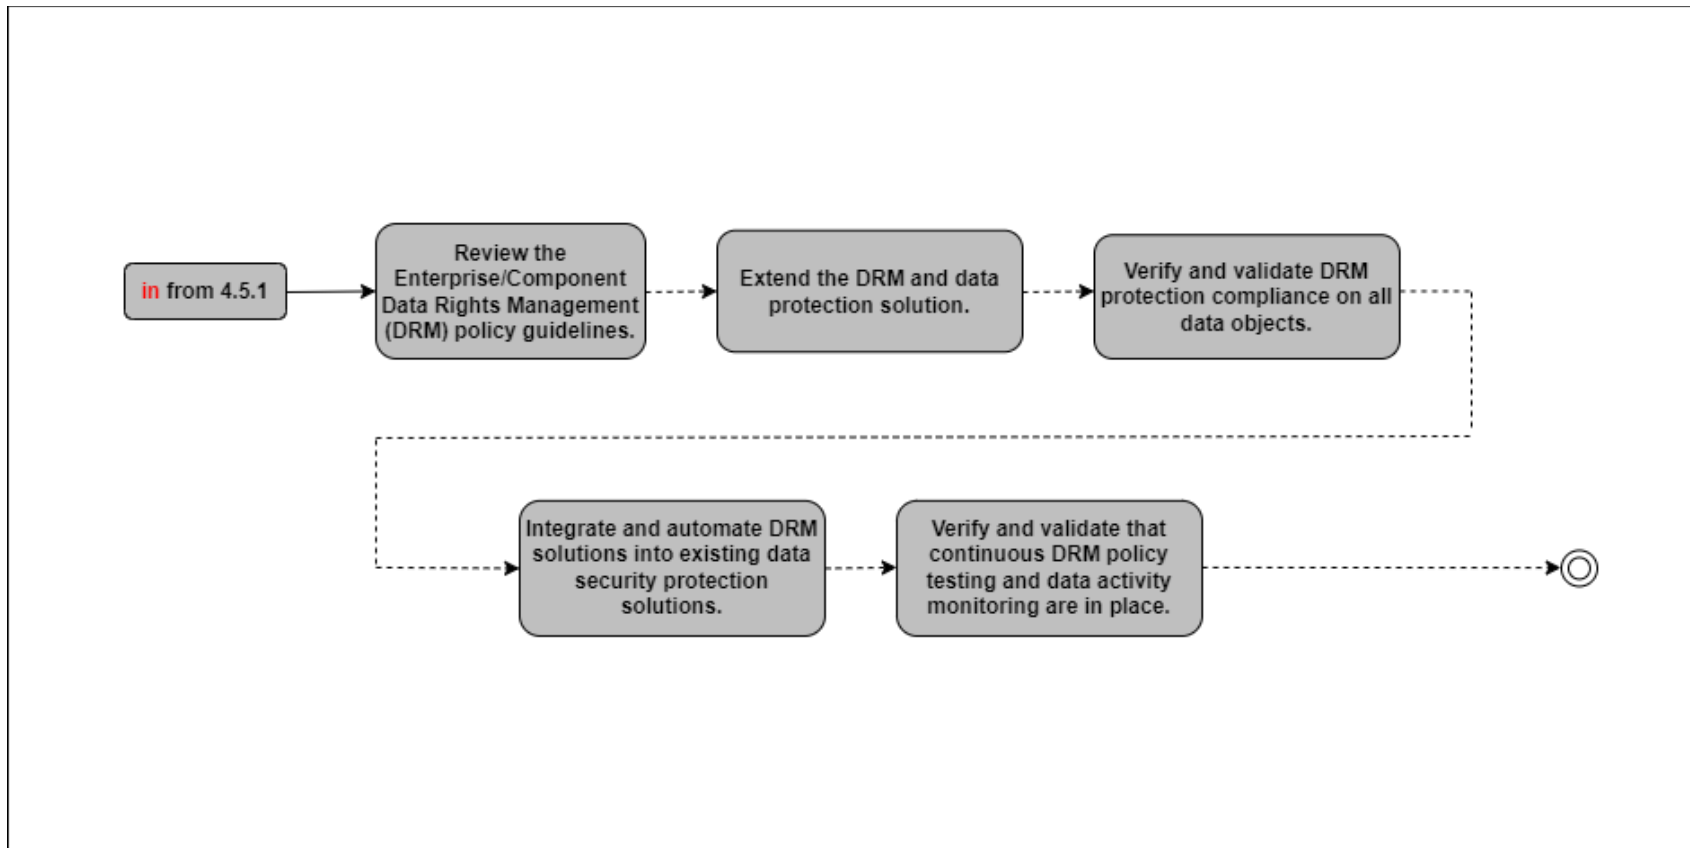 in from 4.5.1
Review the
Enterprise/Component
Data Rights Management
(DRM) policy guidelines.
Extend the DRM and data
protection solution.
Verify and validate DRM
protection compliance on all
data objects.
Integrate and automate DRM
solutions into existing data
security protection
solutions.
Verify and validate that
continuous DRM policy
testing and data activity
monitoring are in place.